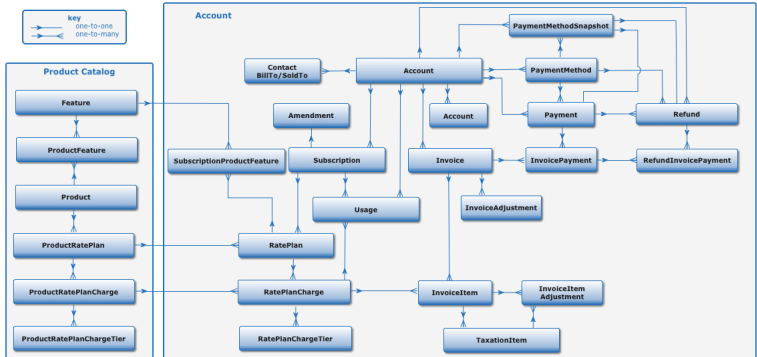 key
one-to-one
one-to-many
Product Catalog
Feature
ProductFeature
Product
ProductRatePlan
ProductRatePlanCharge
ProductRatePlanChargeTier
Account
PaymentMethodSnapshot
Contact
BillTo/SoldTo
Account
PaymentMethod
Amendment
Account
Payment
Refund
SubscriptionProductFeature
Subscription
Invoice
InvoicePayment
RefundInvoicePayment
Usage
InvoiceAdjustment
RatePlan
RatePlanCharge
InvoiceItem
InvoiceItem
Adjustment
RatePlanChargeTier
TaxationItem